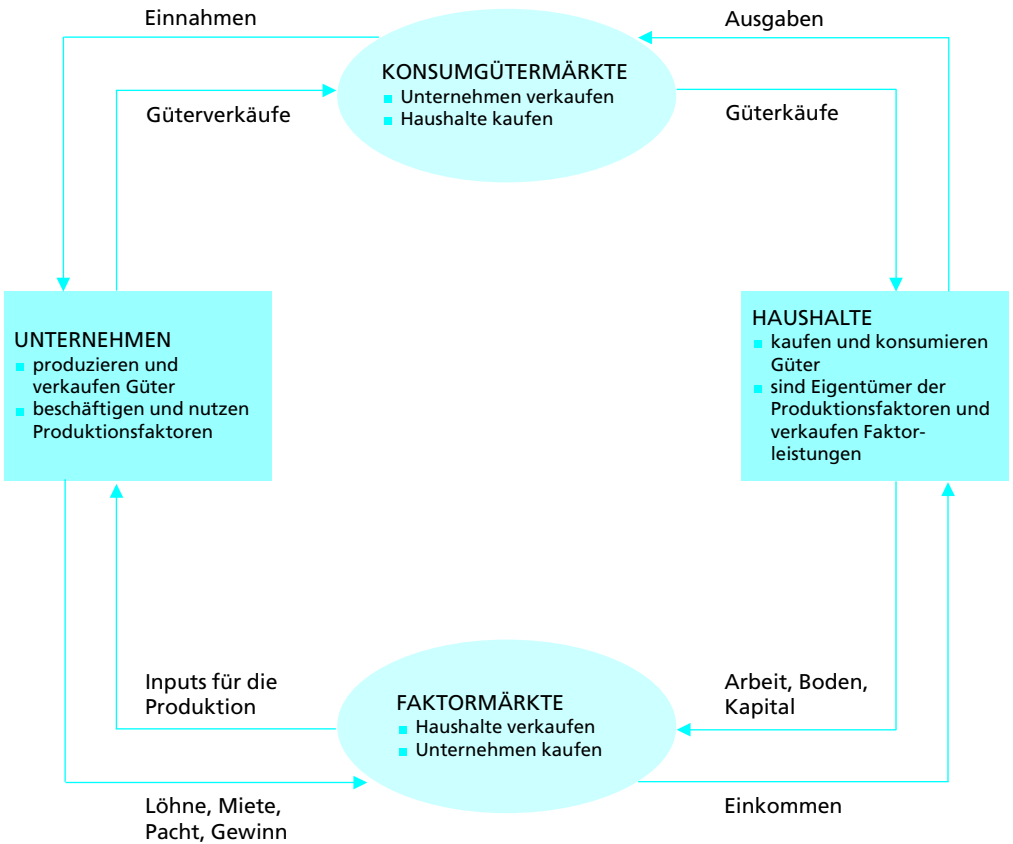 Einnahmen
Ausgaben
KONSUMGÜTERMÄRKTE
Unternehmen verkaufen
Haushalte kaufen
Güterverkäufe
Güterkäufe
UNTERNEHMEN
produzieren und
verkaufen Güter
beschäftigen und nutzen
Produktionsfaktoren
HAUSHALTE
kaufen und konsumieren
Güter
sind Eigentümer der
Produktionsfaktoren und
verkaufen Faktor-
leistungen
Inputs für die
Produktion
FAKTORMÄRKTE
Haushalte verkaufen
Unternehmen kaufen
Arbeit, Boden,
Kapital
Löhne, Miete,
Pacht, Gewinn
Einkommen